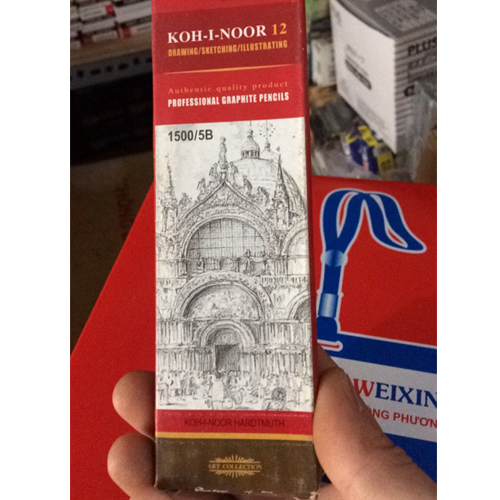 KOH-I-NOOR 12
DRAWING/SKETCHING/ILLUSTRATING
Authentic quality product
PROFESSIONAL GRAPHITE PENCILS
1500/5B
KOH-I-NOOR HARDTMUTH
ART COLLECTION
PLUS
WEIXIN
PHƯƠN